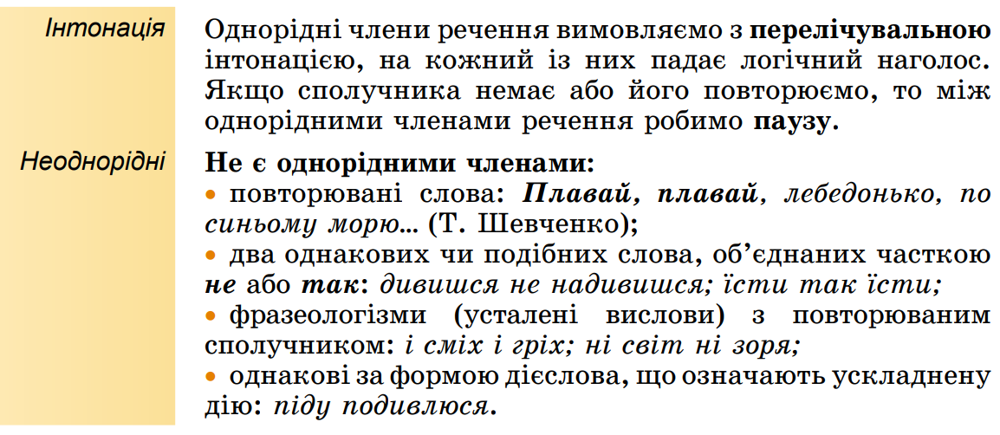 Інтонація
Однорідні члени речення вимовляємо з перелічувальною
інтонацією, на кожний із них падає логічний наголос.
Якщо сполучника немає або його повторюємо, то між
однорідними членами речення робимо паузу.
Неоднорідні
Не є однорідними членами:
• повторювані слова: Плавай, плавай, лебедонько, по
синьому морю... (Т. Шевченко);
• два однакових чи подібних слова, об’єднаних часткою
не або так: дивишся не надивишся; їсти так їсти;
• фразеологізми (усталені вислови) з повторюваним
сполучником: і сміх і гріх; ні світ ні зоря;
• однакові за формою дієслова, що означають ускладнену
дію: піду подивлюся.